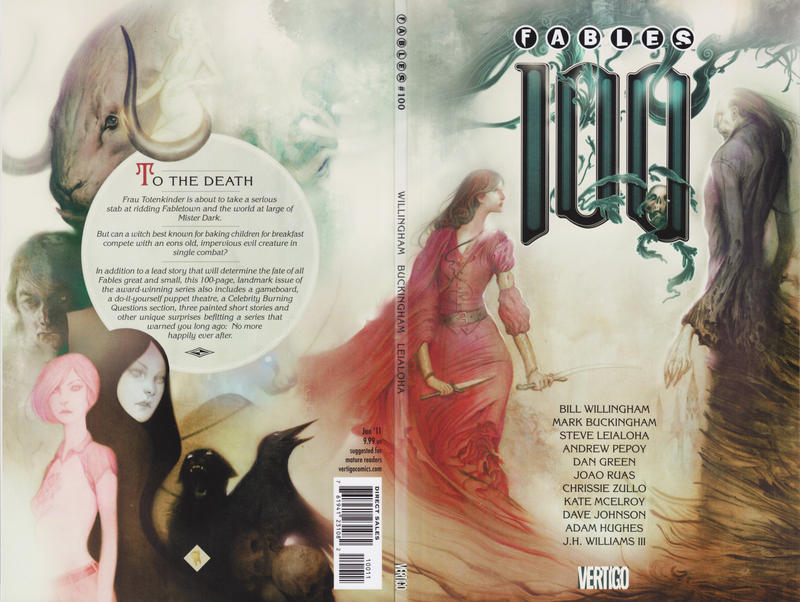 To THE DEATH
Frau Totenkinder is about to take a serious
stab at ridding Fabletown and the world at large of
Mister Dark.
But can a witch best known for baking children for breakfast
compete with an eons old, impervious evil creature in
single combat?
In addition to a lead story that will determine the fate of all
Fables great and small, this 100-page, landmark issue of
the award-winning series also includes a gameboard,
a do-it-yourself puppet theatre, a Celebrity Burning
Questions section, three painted short stories and
other unique surprises befitting a series that
warned you long ago: No more
happily ever after.
Jan '11
9.99 US
suggested for
mature readers
vertigocomics.com
DIRECT SALES
7 61941 23108 2
10011
FABLES #100
WILLINGHAM BUCKINGHAM LEIALOHA
VERTIGO
FABLES™
100
BILL WILLINGHAM
MARK BUCKINGHAM
STEVE LEIALOHA
ANDREW PEPOY
DAN GREEN
JOAO RUAS
CHRISSIE ZULLO
KATE MCELROY
DAVE JOHNSON
ADAM HUGHES
J.H. WILLIAMS III
VERTIGO